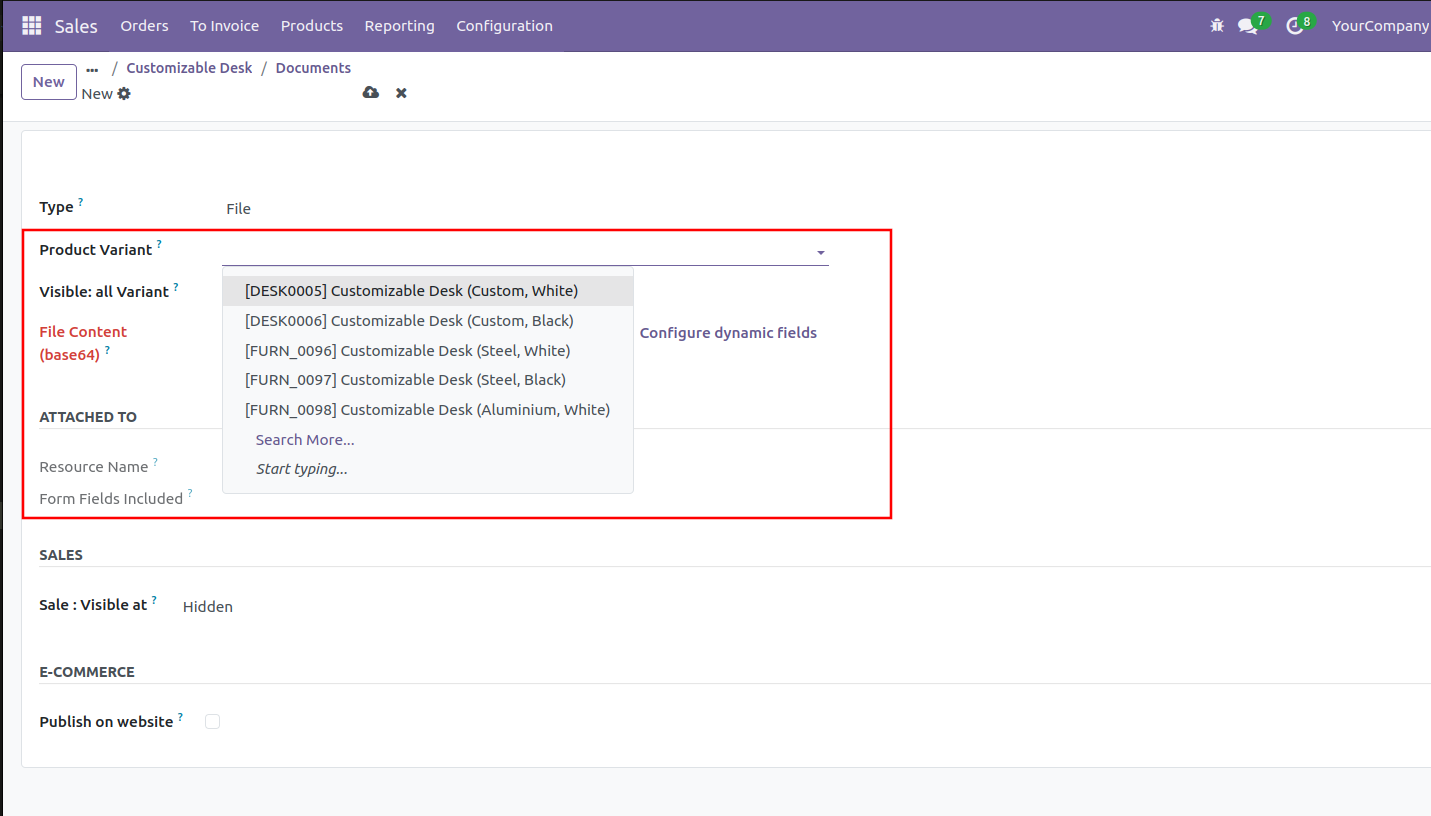 Sales Orders To Invoice Products Reporting Configuration 7 8 YourCompany
New ... / Customizable Desk / Documents
New
Type ? File
Product Variant ?
Visible: all Variant ?
[DESK0005] Customizable Desk (Custom, White)
[DESK0006] Customizable Desk (Custom, Black)
File Content
(base64) ?
Configure dynamic fields
[FURN_0096] Customizable Desk (Steel, White)
[FURN_0097] Customizable Desk (Steel, Black)
[FURN_0098] Customizable Desk (Aluminium, White)
Search More...
Start typing...
ATTACHED TO
Resource Name ?
Form Fields Included ?
SALES
Sale : Visible at ? Hidden
E-COMMERCE
Publish on website ?